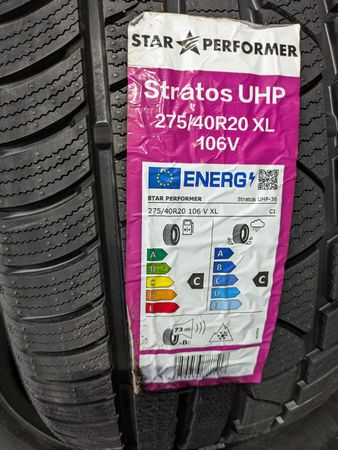 STAR PERFORMER
Stratos UHP
275/40R20 XL
106V
ENERG
STAR PERFORMER Stratos UHP-36
275/40R20 106 V XL C1
A A
B B
C C C C
D D
E E
73 dB